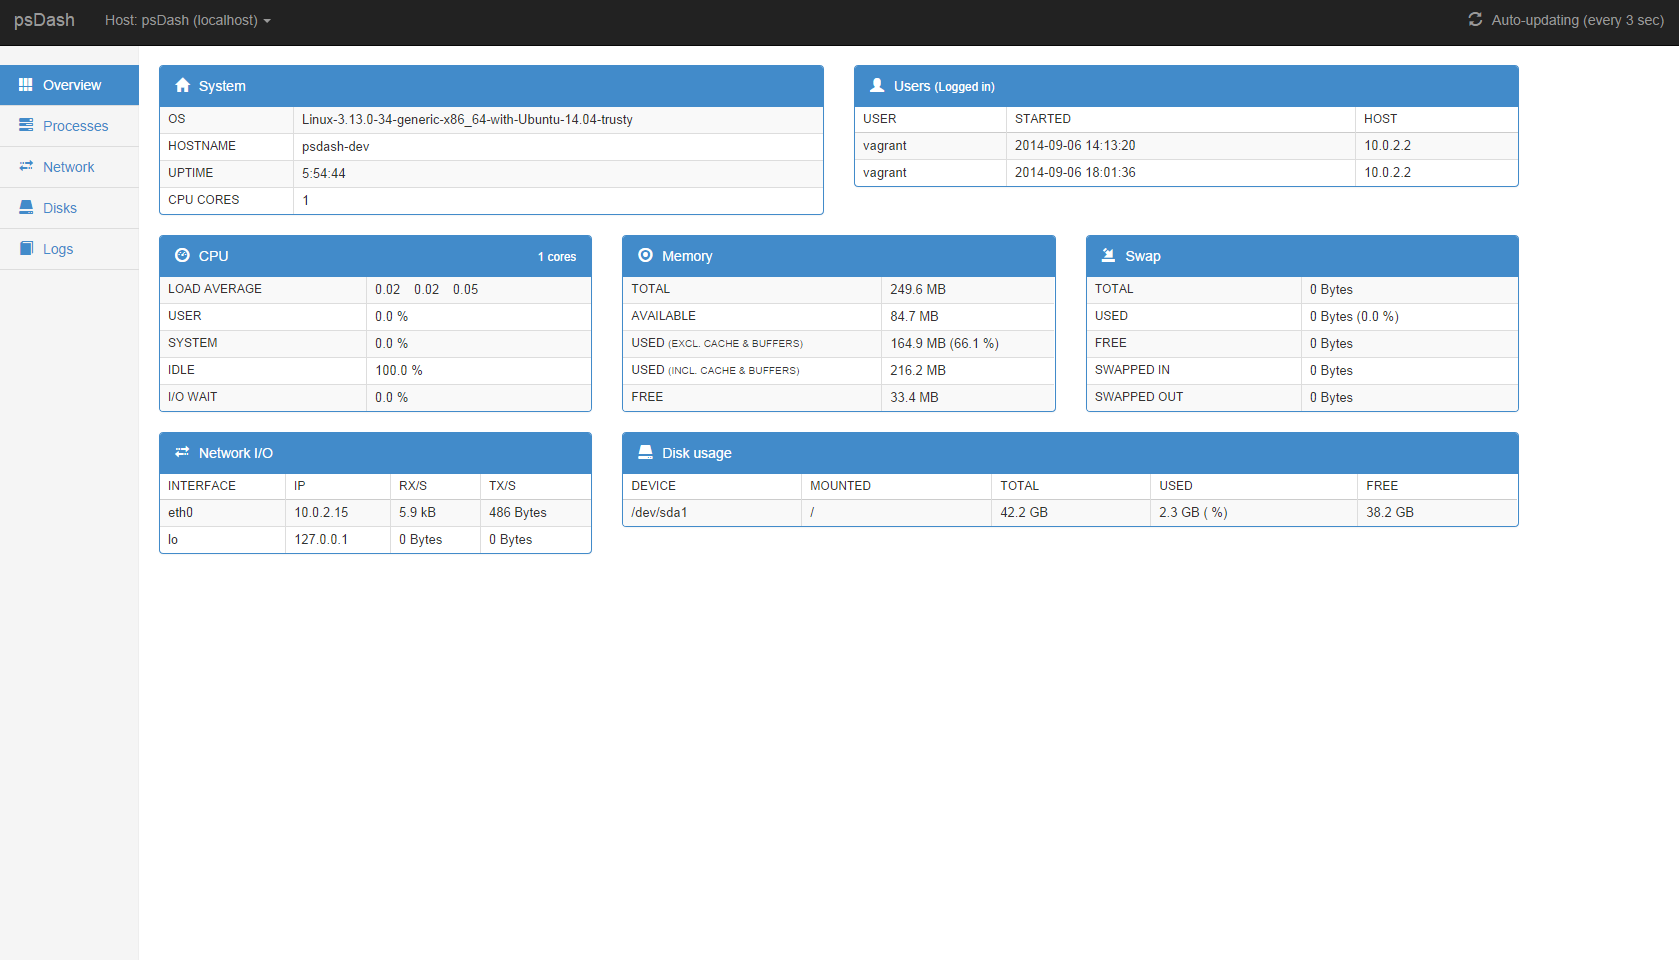 psDash Host: psDash (localhost) Auto-updating (every 3 sec)
Overview
Processes
Network
Disks
Logs
System
OS Linux-3.13.0-34-generic-x86_64-with-Ubuntu-14.04-trusty
HOSTNAME psdash-dev
UPTIME 5:54:44
CPU CORES 1
Users (Logged in)
USER STARTED HOST
vagrant 2014-09-06 14:13:20 10.0.2.2
vagrant 2014-09-06 18:01:36 10.0.2.2
CPU 1 cores
LOAD AVERAGE 0.02 0.02 0.05
USER 0.0 %
SYSTEM 0.0 %
IDLE 100.0 %
I/O WAIT 0.0 %
Memory
TOTAL 249.6 MB
AVAILABLE 84.7 MB
USED (EXCL. CACHE & BUFFERS) 164.9 MB (66.1 %)
USED (INCL. CACHE & BUFFERS) 216.2 MB
FREE 33.4 MB
Swap
TOTAL 0 Bytes
USED 0 Bytes (0.0 %)
FREE 0 Bytes
SWAPPED IN 0 Bytes
SWAPPED OUT 0 Bytes
Network I/O
INTERFACE IP RX/S TX/S
eth0 10.0.2.15 5.9 kB 486 Bytes
lo 127.0.0.1 0 Bytes 0 Bytes
Disk usage
DEVICE MOUNTED TOTAL USED FREE
/dev/sda1 / 42.2 GB 2.3 GB ( %) 38.2 GB